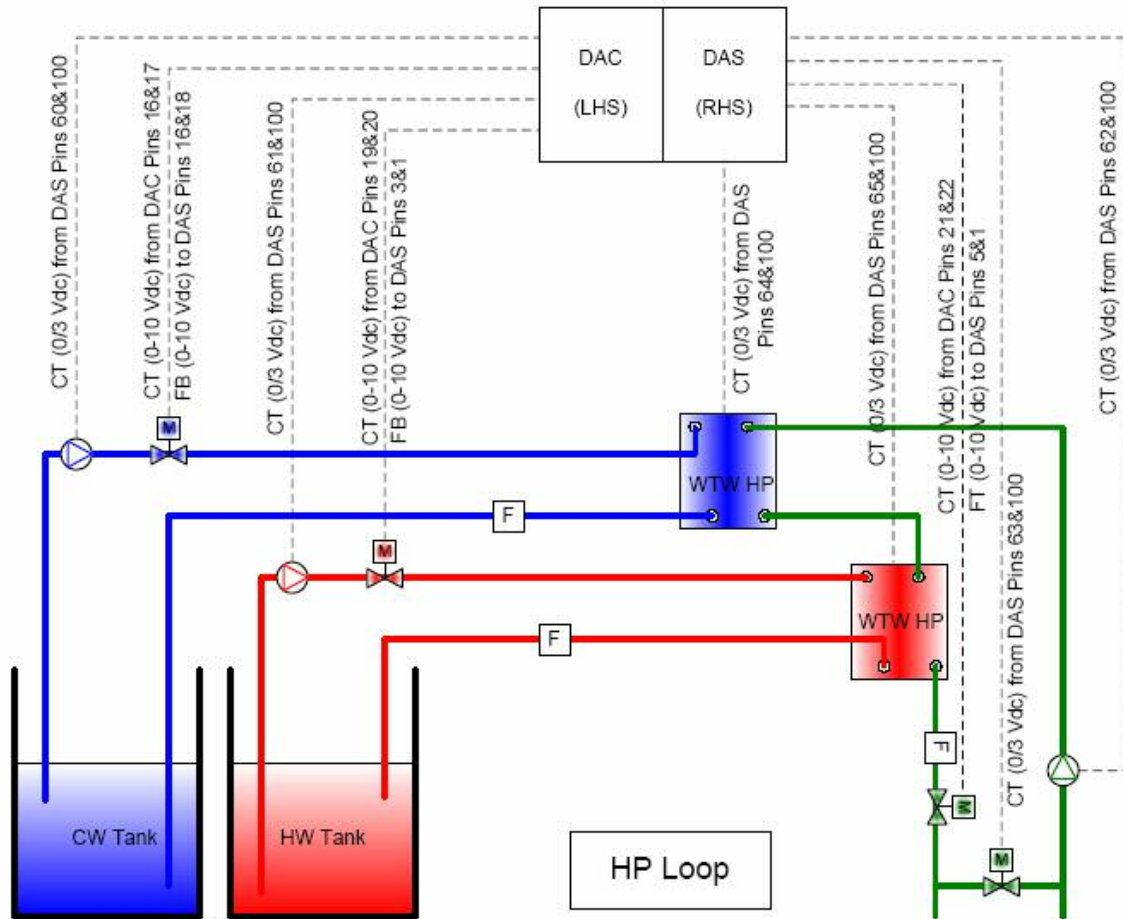 DAC
(LHS)
DAS
(RHS)
CT (0/3 Vdc) from DAS Pins 60&100
CT (0-10 Vdc) from DAC Pins 16&17
FB (0-10 Vdc) to DAS Pins 16&18
CT (0/3 Vdc) from DAS Pins 61&100
CT (0-10 Vdc) from DAC Pins 19&20
FB (0-10 Vdc) to DAS Pins 3&1
CT (0/3 Vdc) from DAS
Pins 64&100
CT (0/3 Vdc) from DAS Pins 65&100
CT (0-10 Vdc) from DAC Pins 21&22
FT (0-10 Vdc) to DAS Pins 5&1
CT (0/3 Vdc) from DAS Pins 63&100
CT (0/3 Vdc) from DAS Pins 62&100
M
WTW HP
F
M
WTW HP
F
F
M
M
CW Tank
HW Tank
HP Loop